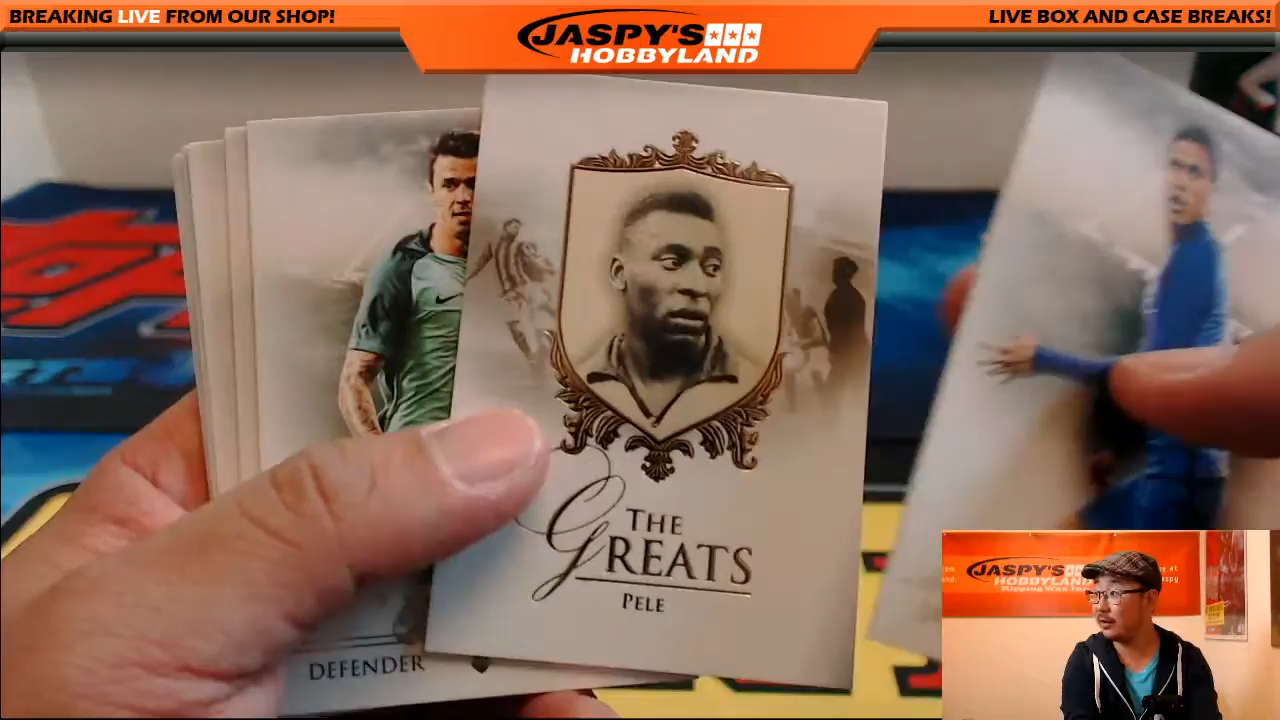 BREAKING LIVE FROM OUR SHOP!
JASPY'S
HOBBYLAND
LIVE BOX AND CASE BREAKS!
THE
GREATS
PELE
DEFENDER
JASPY'S
HOBBYLAND